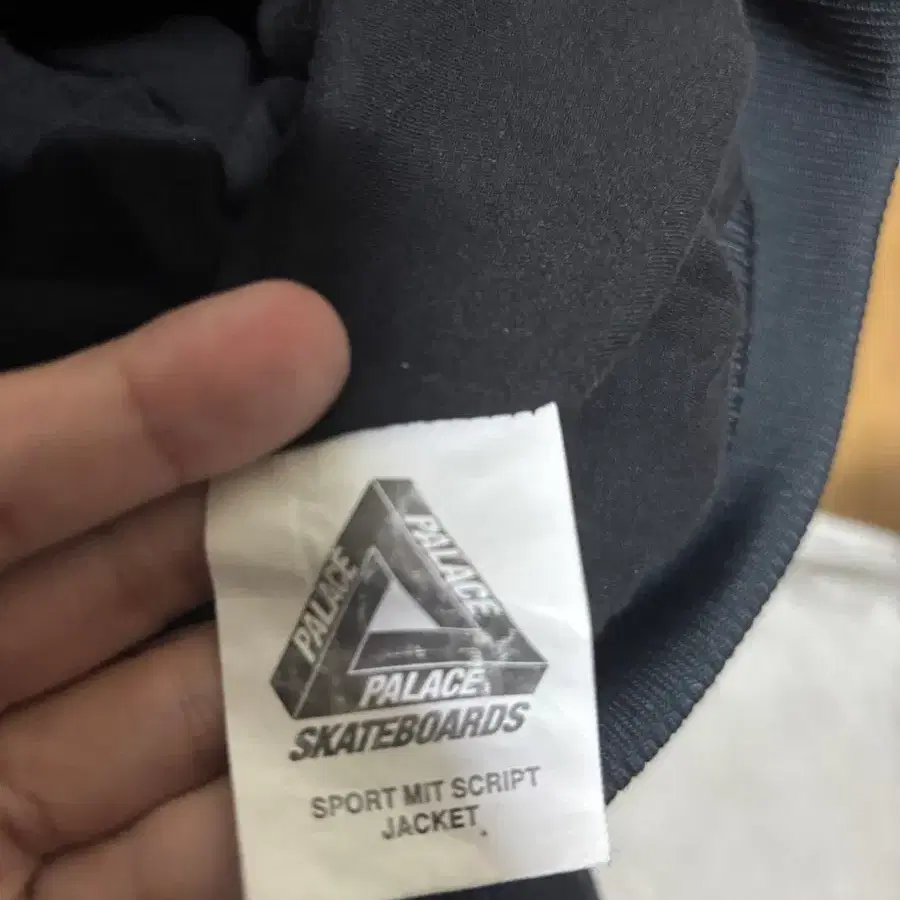 PALACE
PALACE
PALACE
SKATEBOARDS
SPORT MIT SCRIPT
JACKET